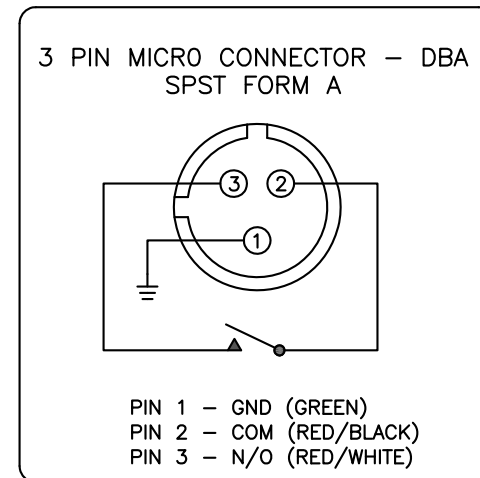 3 PIN MICRO CONNECTOR – DBA
SPST FORM A
3 2
1
PIN 1 – GND (GREEN)
PIN 2 – COM (RED/BLACK)
PIN 3 – N/O (RED/WHITE)